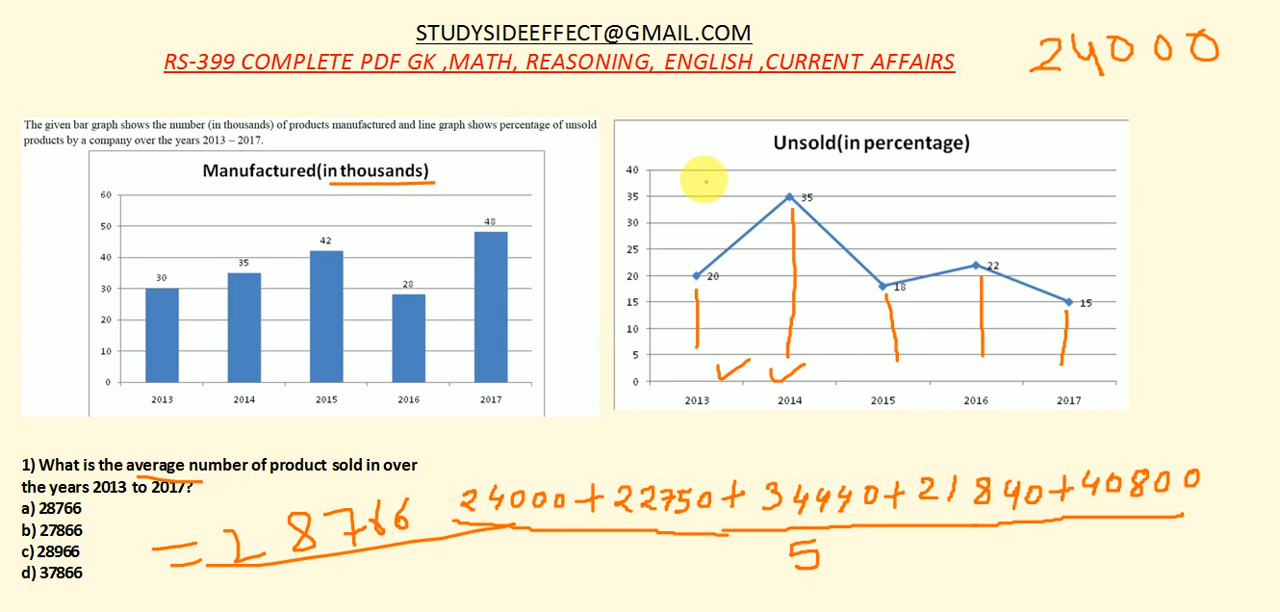 STUDYSIDEEFFECT@GMAIL.COM
RS-399 COMPLETE PDF GK ,MATH, REASONING, ENGLISH ,CURRENT AFFAIRS
24000
The given bar graph shows the number (in thousands) of products manufactured and line graph shows percentage of unsold
products by a company over the years 2013 – 2017.
Manufactured(in thousands)
60
50
40
30
20
10
0
30
35
42
28
48
2013 2014 2015 2016 2017
Unsold(in percentage)
40
35
30
25
20
15
10
5
0
20
35
18
22
15
2013 2014 2015 2016 2017
1) What is the average number of product sold in over
the years 2013 to 2017?
a) 28766
b) 27866
c) 28966
d) 37866
24000+22750+34440+21840+40800
5
=28766